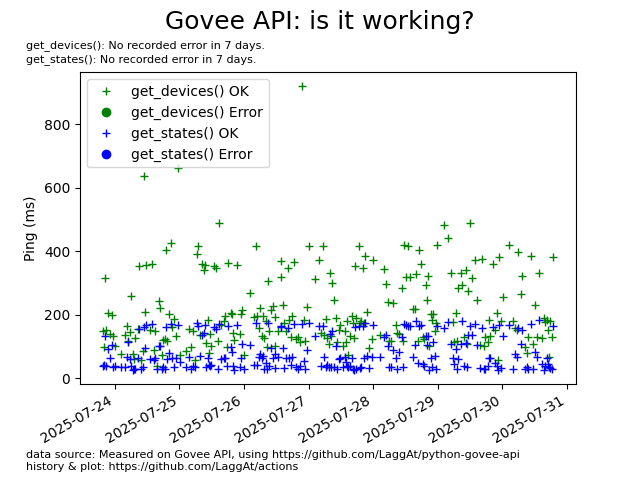 Govee API: is it working?
get_devices(): No recorded error in 7 days.
get_states(): No recorded error in 7 days.
get_devices() OK
get_devices() Error
get_states() OK
get_states() Error
Ping (ms)
800
600
400
200
0
2025-07-24
2025-07-25
2025-07-26
2025-07-27
2025-07-28
2025-07-29
2025-07-30
2025-07-31
data source: Measured on Govee API, using https://github.com/LaggAt/python-govee-api
history & plot: https://github.com/LaggAt/actions